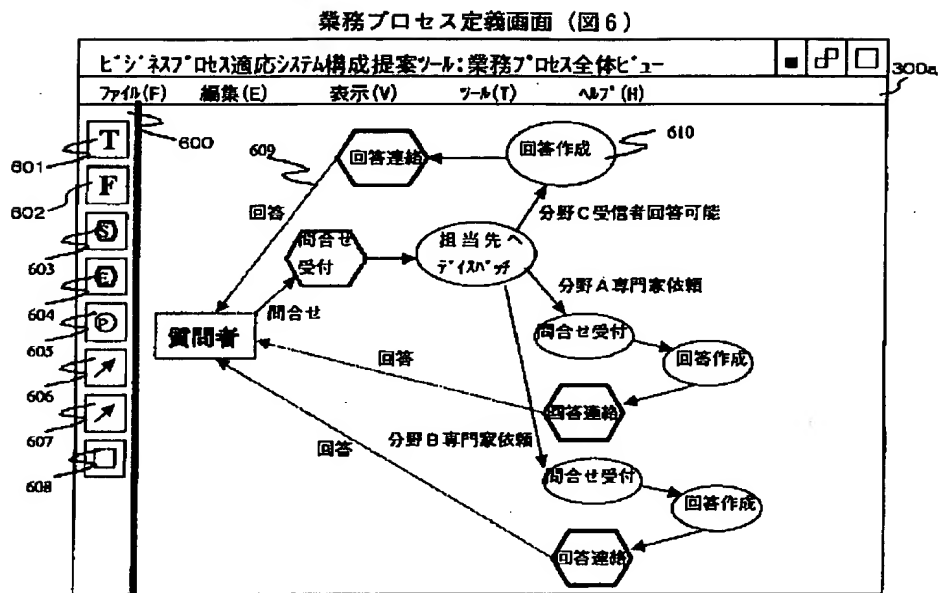 業務プロセス定義画面（図６）
ビジネスプロセス適応システム構成提案ツール：業務プロセス全体ビュー
300a
ファイル(F) 編集(E) 表示(V) ツール(T) ヘルプ(H)
600
601
T
602
F
603
S
604
E
605
P
606
607
608
609
610
回答連絡
回答作成
回答
分野C受信者回答可能
問合せ
受付
担当先へ
ディスパッチ
分野A専門家依頼
問合せ
質問者
問合せ受付
回答
回答作成
回答連絡
分野B専門家依頼
回答
問合せ受付
回答作成
回答連絡